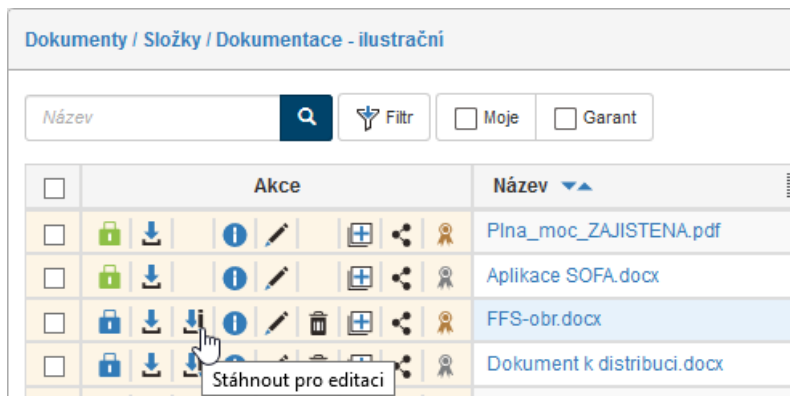 Dokumenty / Složky / Dokumentace - ilustrační
Název
Filtr
Moje
Garant
Akce
Název
Plna_moc_ZAJISTENA.pdf
Aplikace SOFA.docx
FFS-obr.docx
Dokument k distribuci.docx
Stáhnout pro editaci